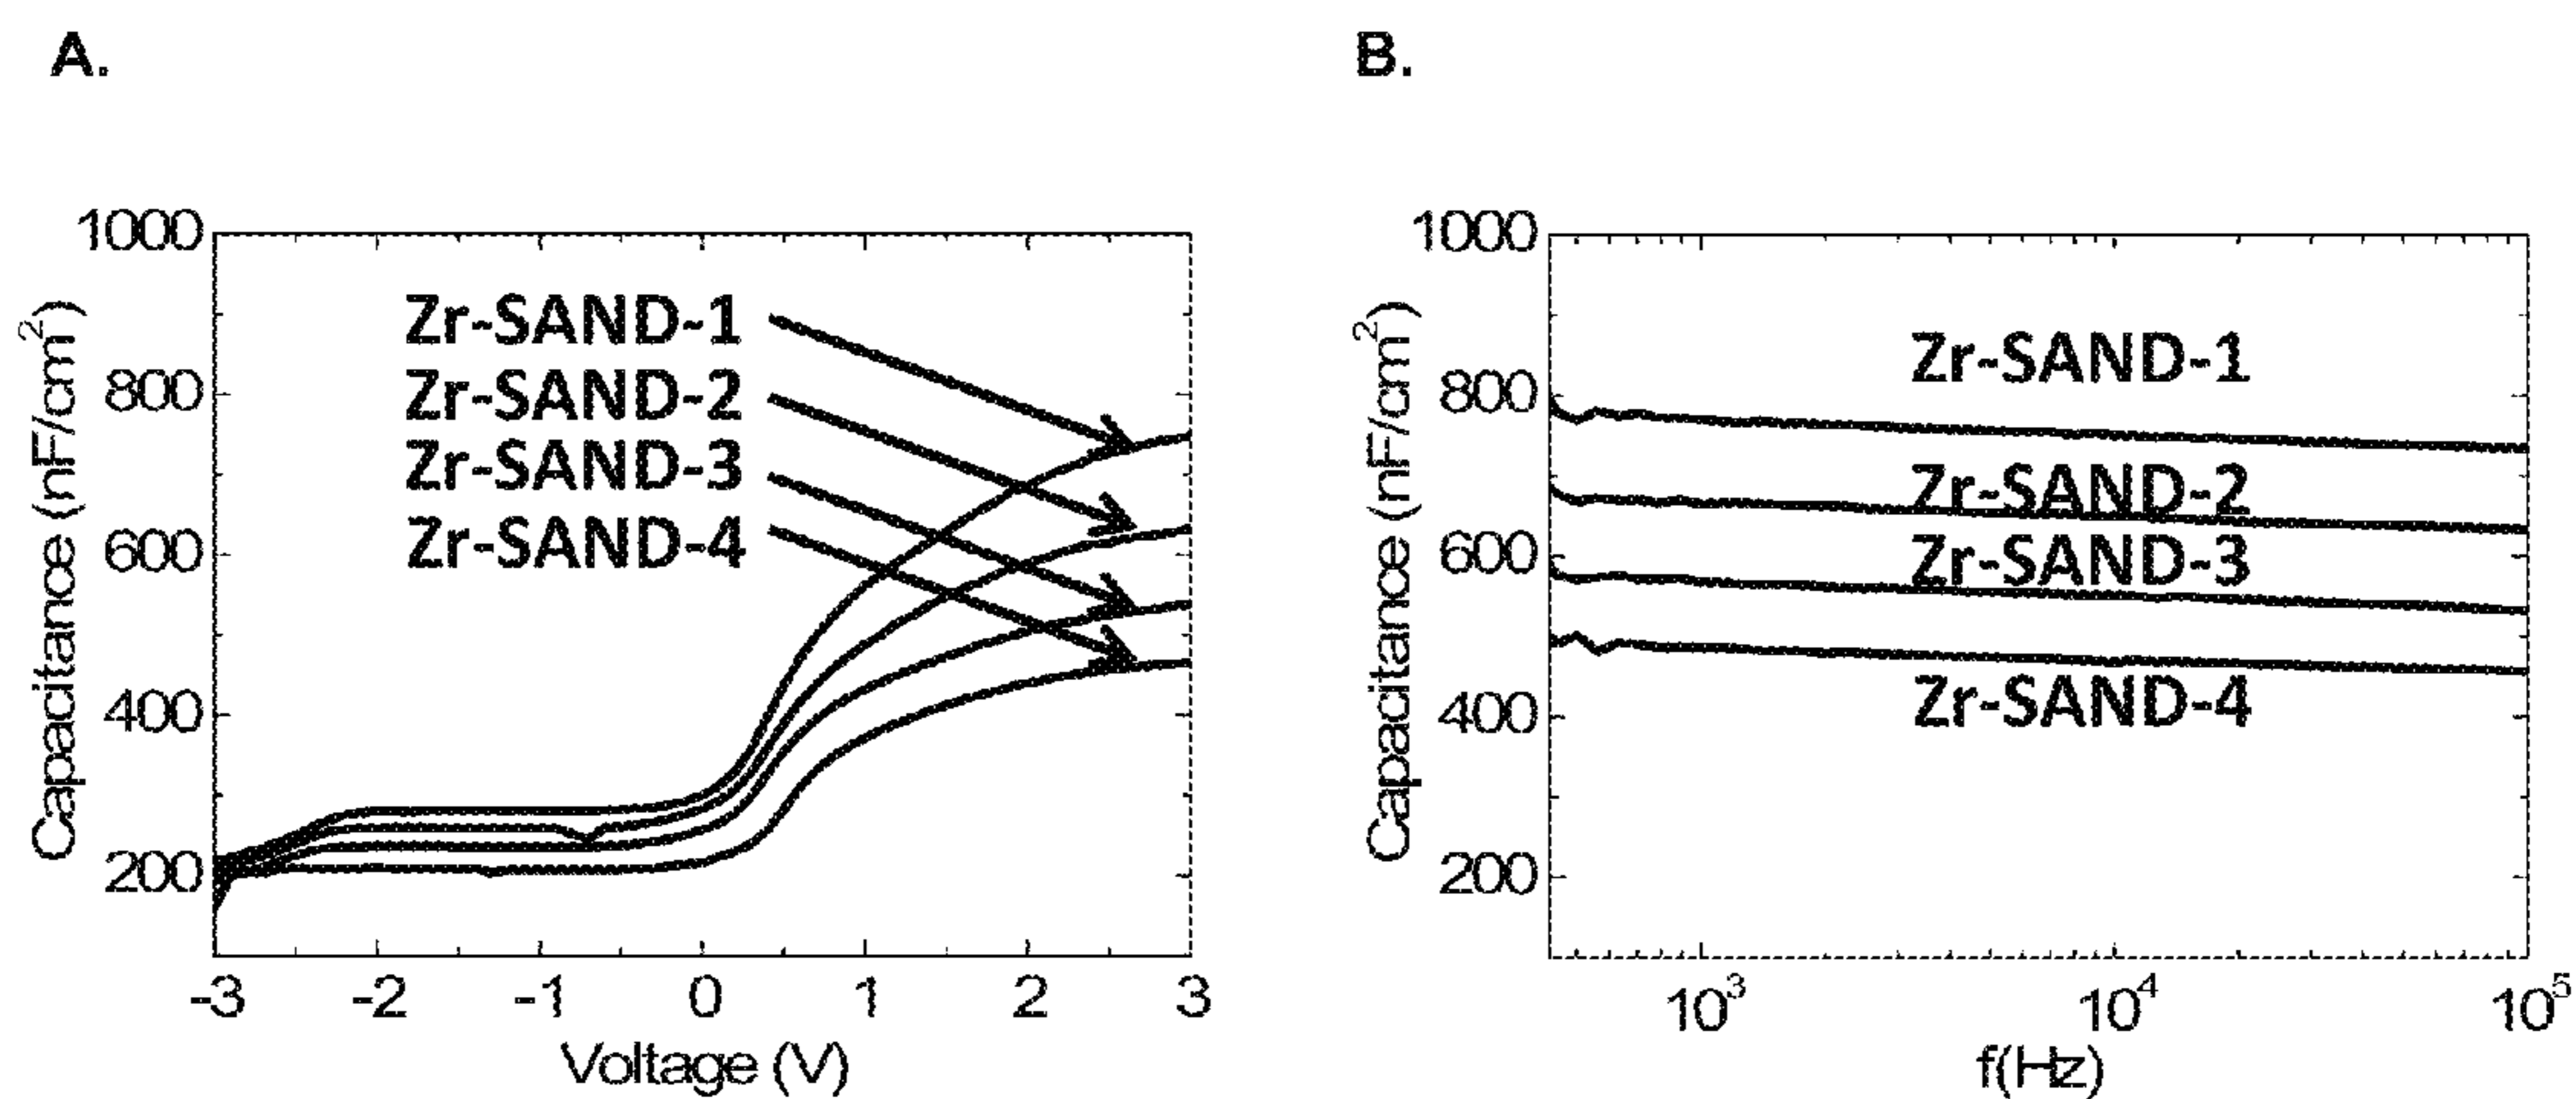 A.
1000
800
600
400
200
Capacitance (nF/cm²)
Zr-SAND-1
Zr-SAND-2
Zr-SAND-3
Zr-SAND-4
-3 -2 -1 0 1 2 3
Voltage (V)
B.
1000
800
600
400
200
Capacitance (nF/cm²)
Zr-SAND-1
Zr-SAND-2
Zr-SAND-3
Zr-SAND-4
10³ 10⁴ 10⁵
f(Hz)